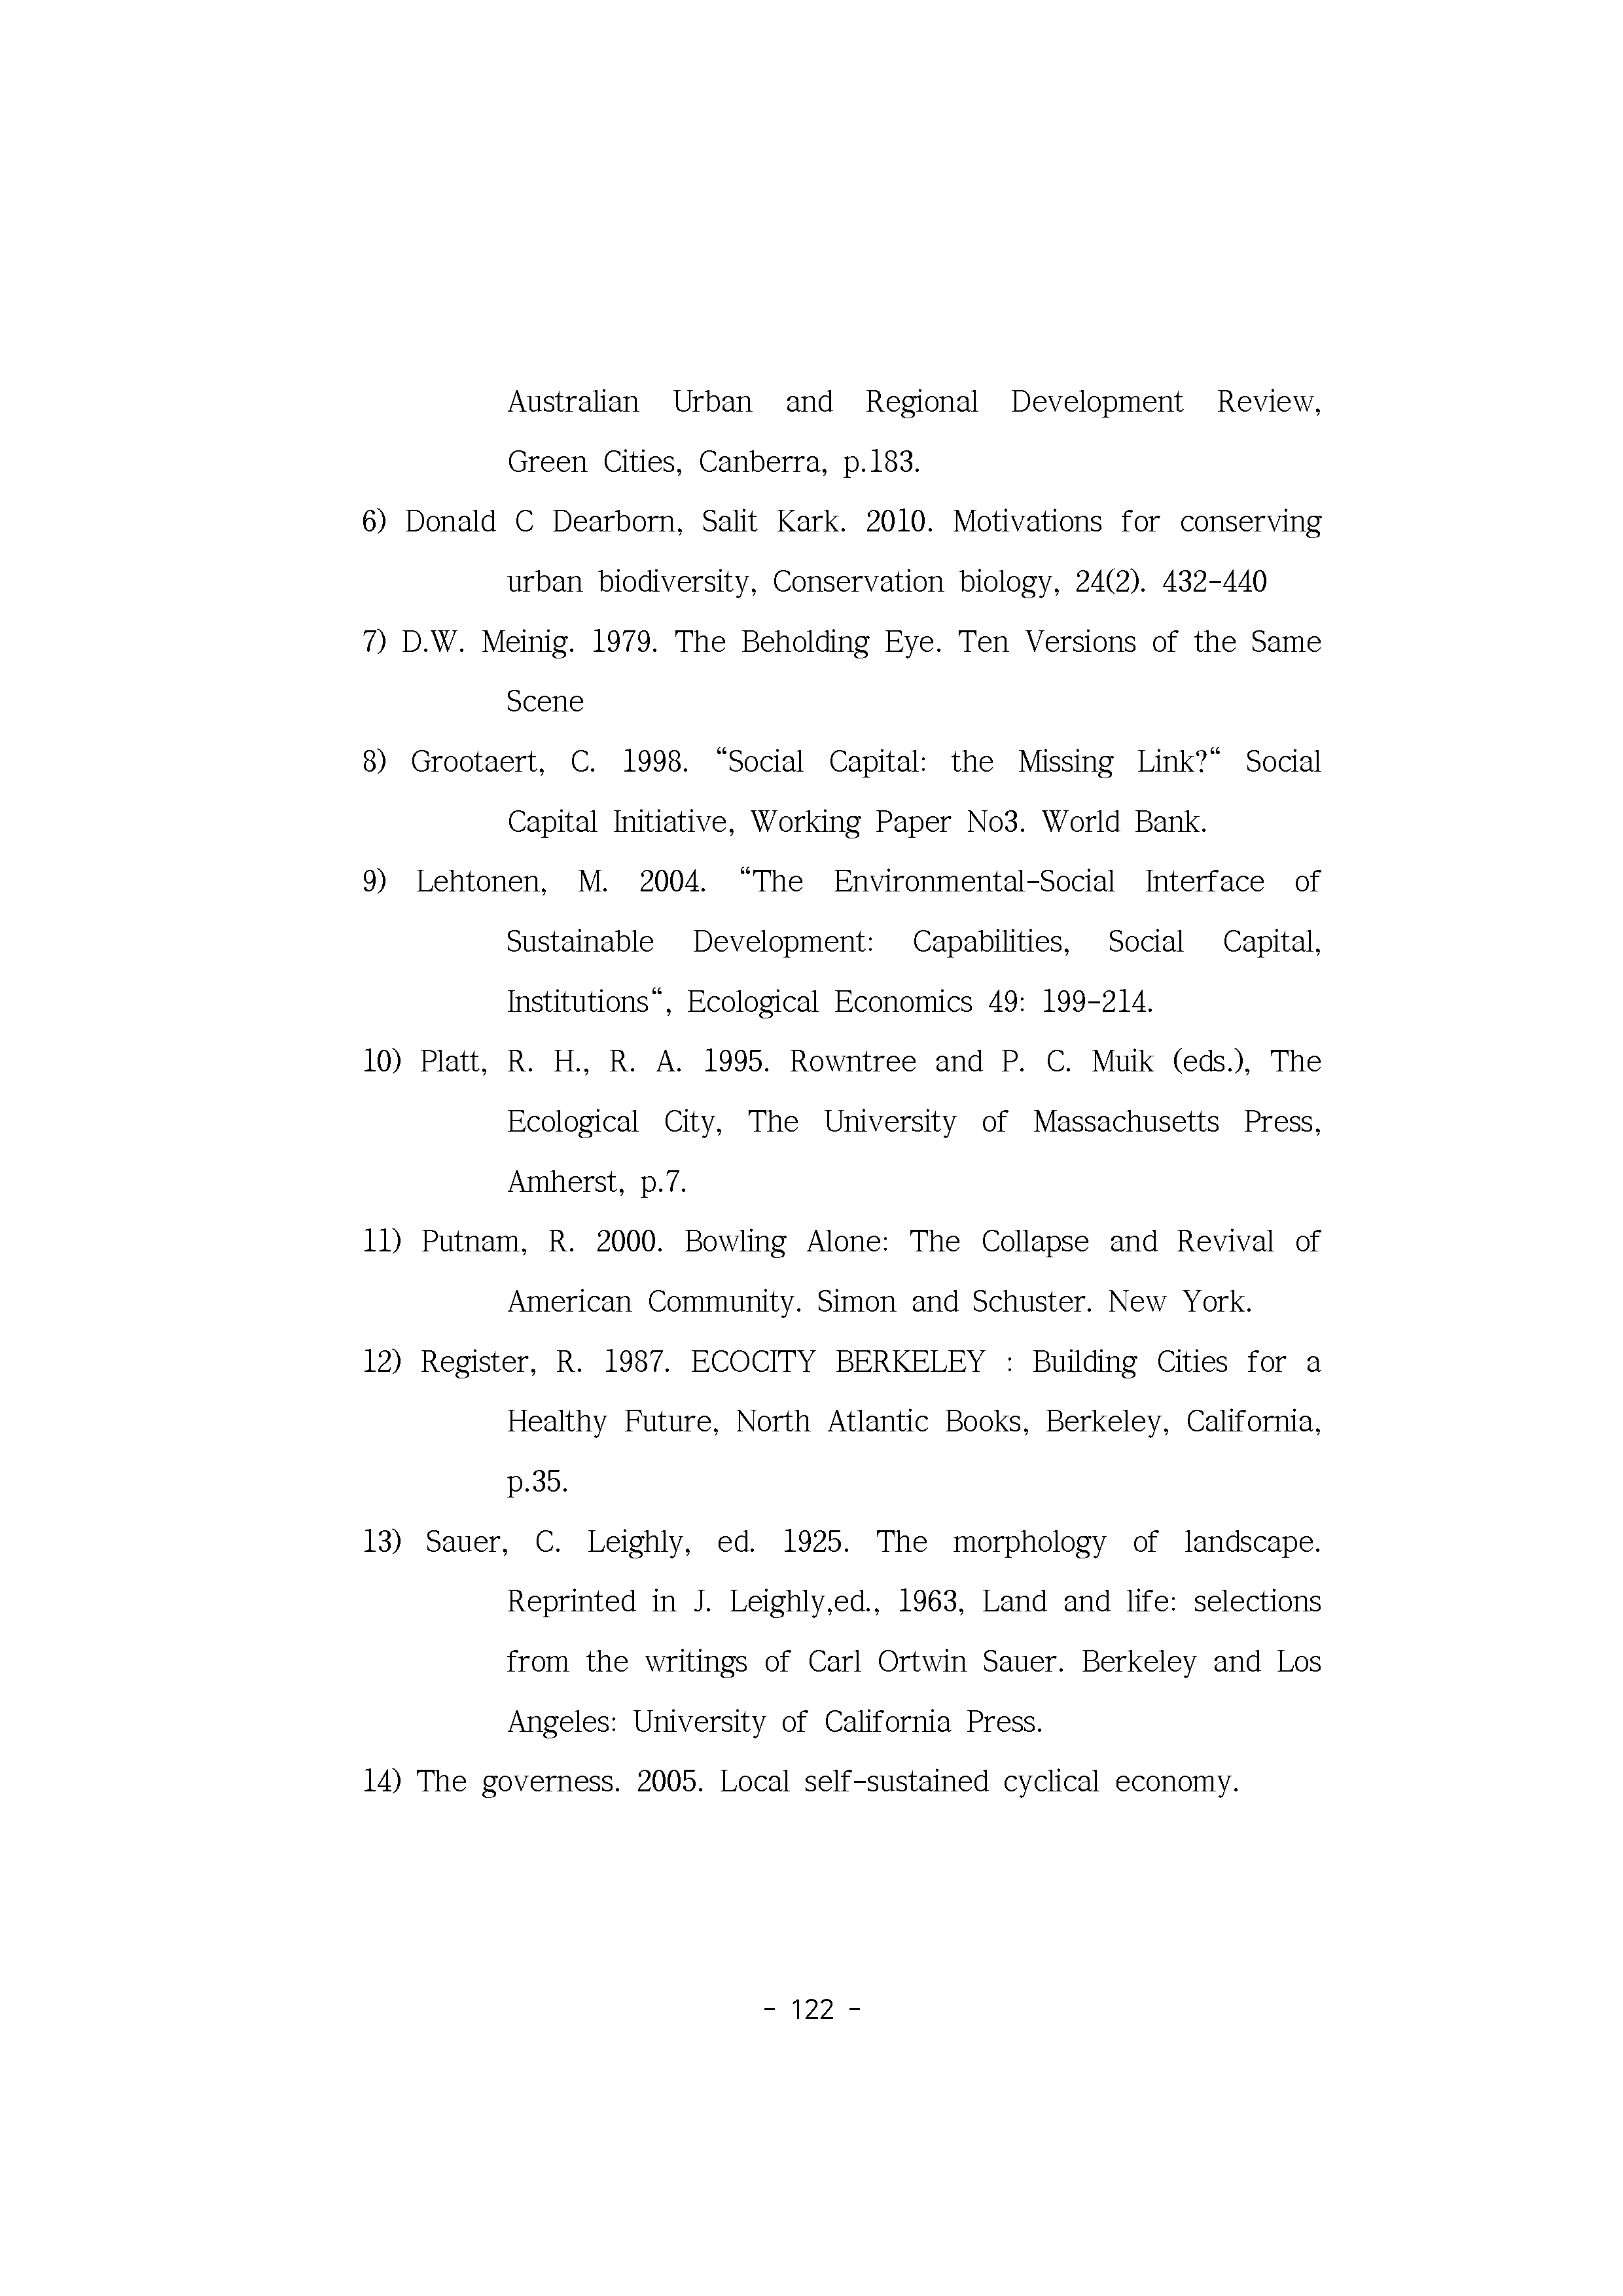 Australian Urban and Regional Development Review,
Green Cities, Canberra, p.183.
6) Donald C Dearborn, Salit Kark. 2010. Motivations for conserving
urban biodiversity, Conservation biology, 24(2). 432-440
7) D.W. Meinig. 1979. The Beholding Eye. Ten Versions of the Same
Scene
8) Grootaert, C. 1998. “Social Capital: the Missing Link?“ Social
Capital Initiative, Working Paper No3. World Bank.
9) Lehtonen, M. 2004. “The Environmental-Social Interface of
Sustainable Development: Capabilities, Social Capital,
Institutions“, Ecological Economics 49: 199-214.
10) Platt, R. H., R. A. 1995. Rowntree and P. C. Muik (eds.), The
Ecological City, The University of Massachusetts Press,
Amherst, p.7.
11) Putnam, R. 2000. Bowling Alone: The Collapse and Revival of
American Community. Simon and Schuster. New York.
12) Register, R. 1987. ECOCITY BERKELEY : Building Cities for a
Healthy Future, North Atlantic Books, Berkeley, California,
p.35.
13) Sauer, C. Leighly, ed. 1925. The morphology of landscape.
Reprinted in J. Leighly,ed., 1963, Land and life: selections
from the writings of Carl Ortwin Sauer. Berkeley and Los
Angeles: University of California Press.
14) The governess. 2005. Local self-sustained cyclical economy.
- 122 -